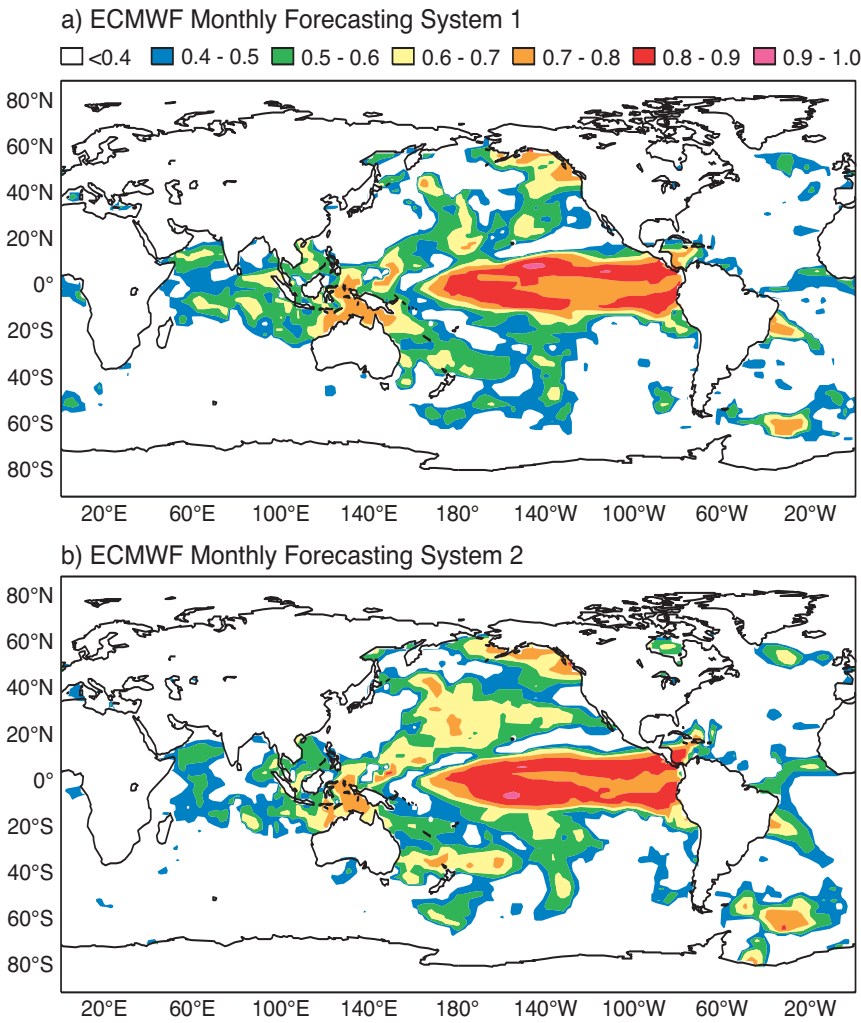 a) ECMWF Monthly Forecasting System 1
<0.4 0.4 - 0.5 0.5 - 0.6 0.6 - 0.7 0.7 - 0.8 0.8 - 0.9 0.9 - 1.0
80°N
60°N
40°N
20°N
0°
20°S
40°S
60°S
80°S
20°E 60°E 100°E 140°E 180° 140°W 100°W 60°W 20°W
b) ECMWF Monthly Forecasting System 2
80°N
60°N
40°N
20°N
0°
20°S
40°S
60°S
80°S
20°E 60°E 100°E 140°E 180° 140°W 100°W 60°W 20°W